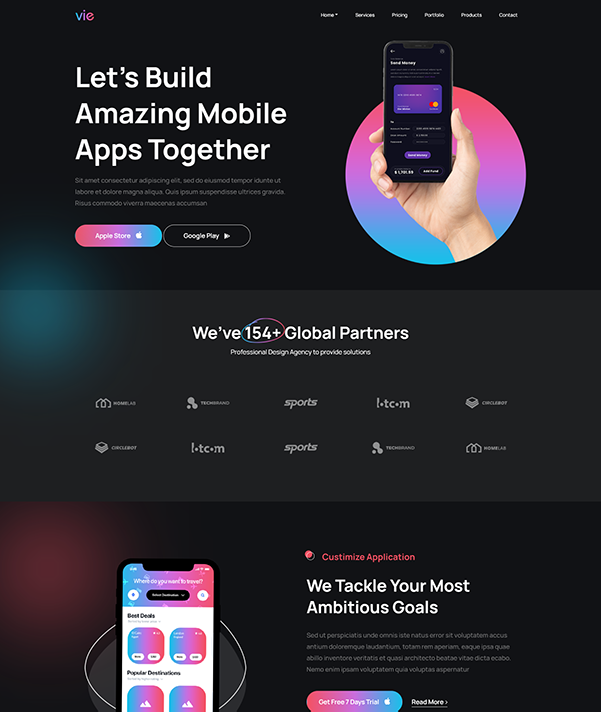 vie
Home
Services
Pricing
Portfolio
Products
Contact
Let's Build
Amazing Mobile
Apps Together
Sit amet consectetur adipiscing elit, sed do eiusmod tempor idunte ut
labore et dolore magna aliqua. Quis ipsum suspendisse ultrices gravida.
Risus commodo viverra maecenas accumsan
Apple Store
Google Play
Send Money
Send Money
$ 1,701.55
Add Fund
We've 154+ Global Partners
Professional Design Agency to provide solutions
HOMELAB
TECHBRAND
sports
CIRCLEBOT
CIRCLEBOT
sports
TECHBRAND
HOMELAB
Custimize Application
We Tackle Your Most
Ambitious Goals
Sed ut perspiciatis unde omnis iste natus error sit voluptatem accus
antium doloremque laudantium, totam rem aperiam, eaque ipsa quae
abillo inventore veritatis et quasi architecto beatae vitae dicta ecabo.
Nemo enim ipsam voluptatem quia voluptas aspernatur
Get Free 7 Days Trial
Read More
Where do you want to travel?
Select Destination
Best Deals
Popular Destinations